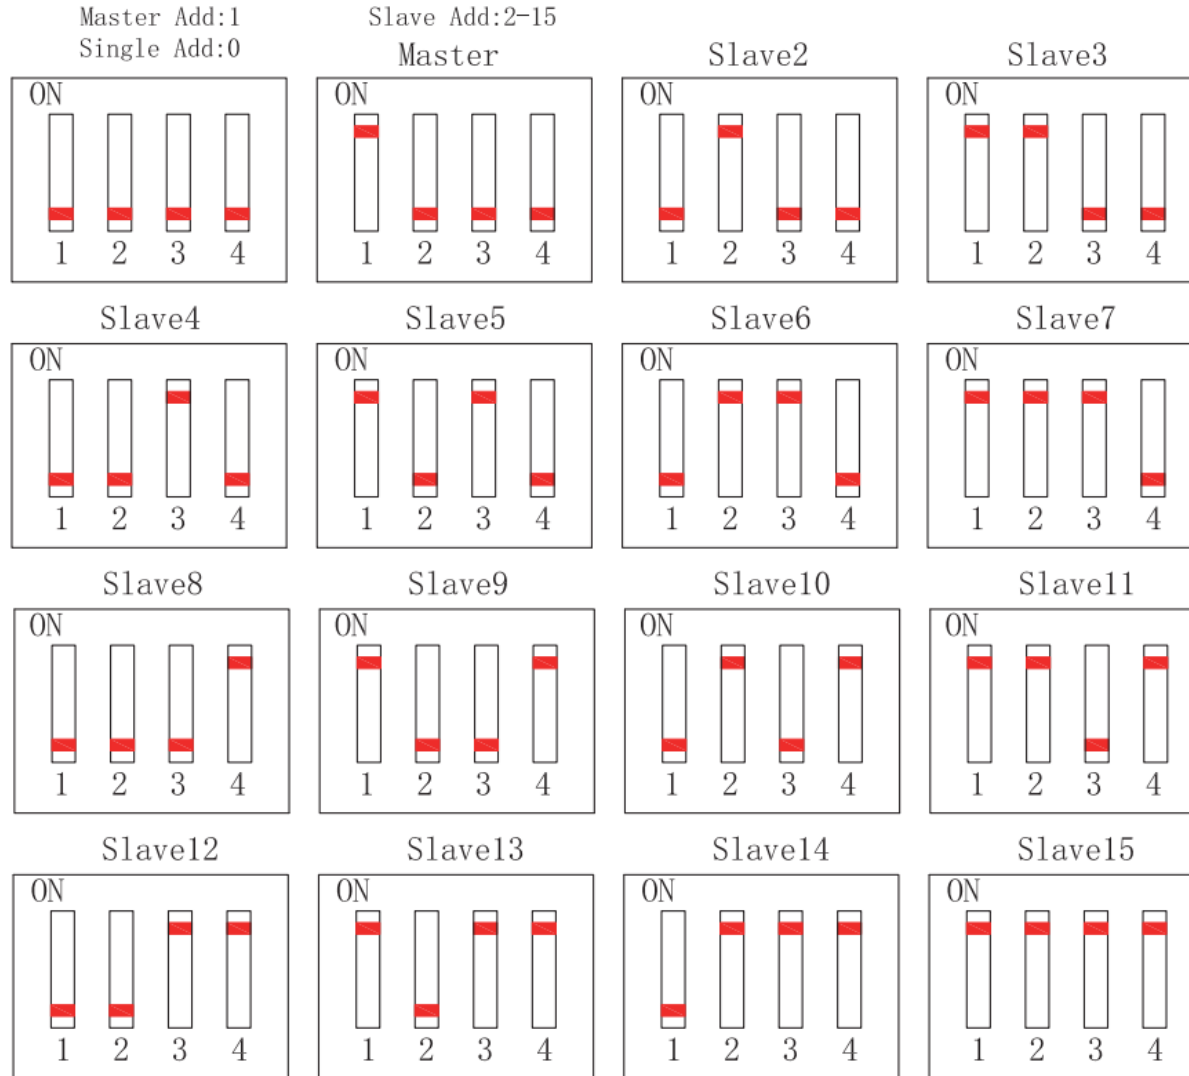 Master Add:1 Slave Add:2-15
Single Add:0 Master Slave2 Slave3
ON ON ON ON
1 2 3 4 1 2 3 4 1 2 3 4 1 2 3 4
Slave4 Slave5 Slave6 Slave7
ON ON ON ON
1 2 3 4 1 2 3 4 1 2 3 4 1 2 3 4
Slave8 Slave9 Slave10 Slave11
ON ON ON ON
1 2 3 4 1 2 3 4 1 2 3 4 1 2 3 4
Slave12 Slave13 Slave14 Slave15
ON ON ON ON
1 2 3 4 1 2 3 4 1 2 3 4 1 2 3 4